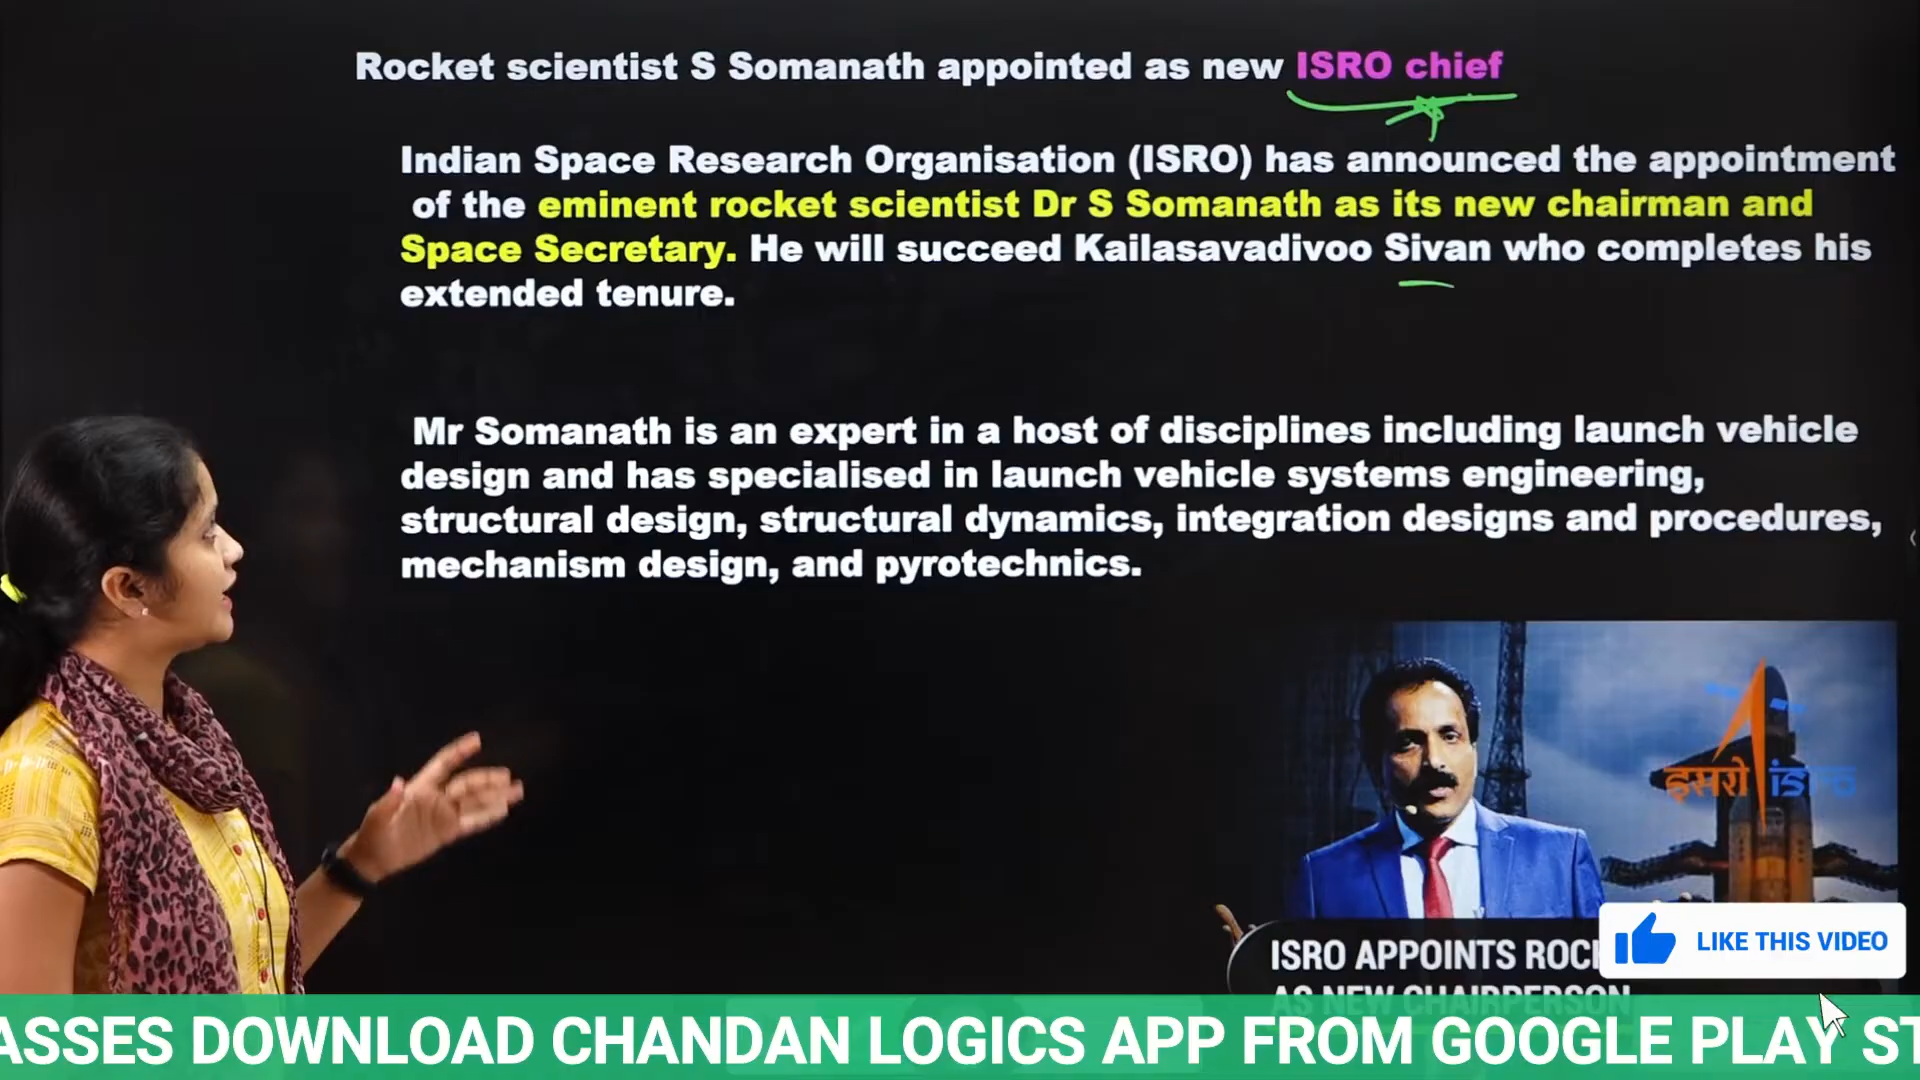 Rocket scientist S Somanath appointed as new ISRO chief
Indian Space Research Organisation (ISRO) has announced the appointment
of the eminent rocket scientist Dr S Somanath as its new chairman and
Space Secretary. He will succeed Kailasavadivoo Sivan who completes his
extended tenure.
Mr Somanath is an expert in a host of disciplines including launch vehicle
design and has specialised in launch vehicle systems engineering,
structural design, structural dynamics, integration designs and procedures,
mechanism design, and pyrotechnics.
इसरो isro
ISRO APPOINTS ROC
AS NEW CHAIRPERSON
LIKE THIS VIDEO
ASSES DOWNLOAD CHANDAN LOGICS APP FROM GOOGLE PLAY ST